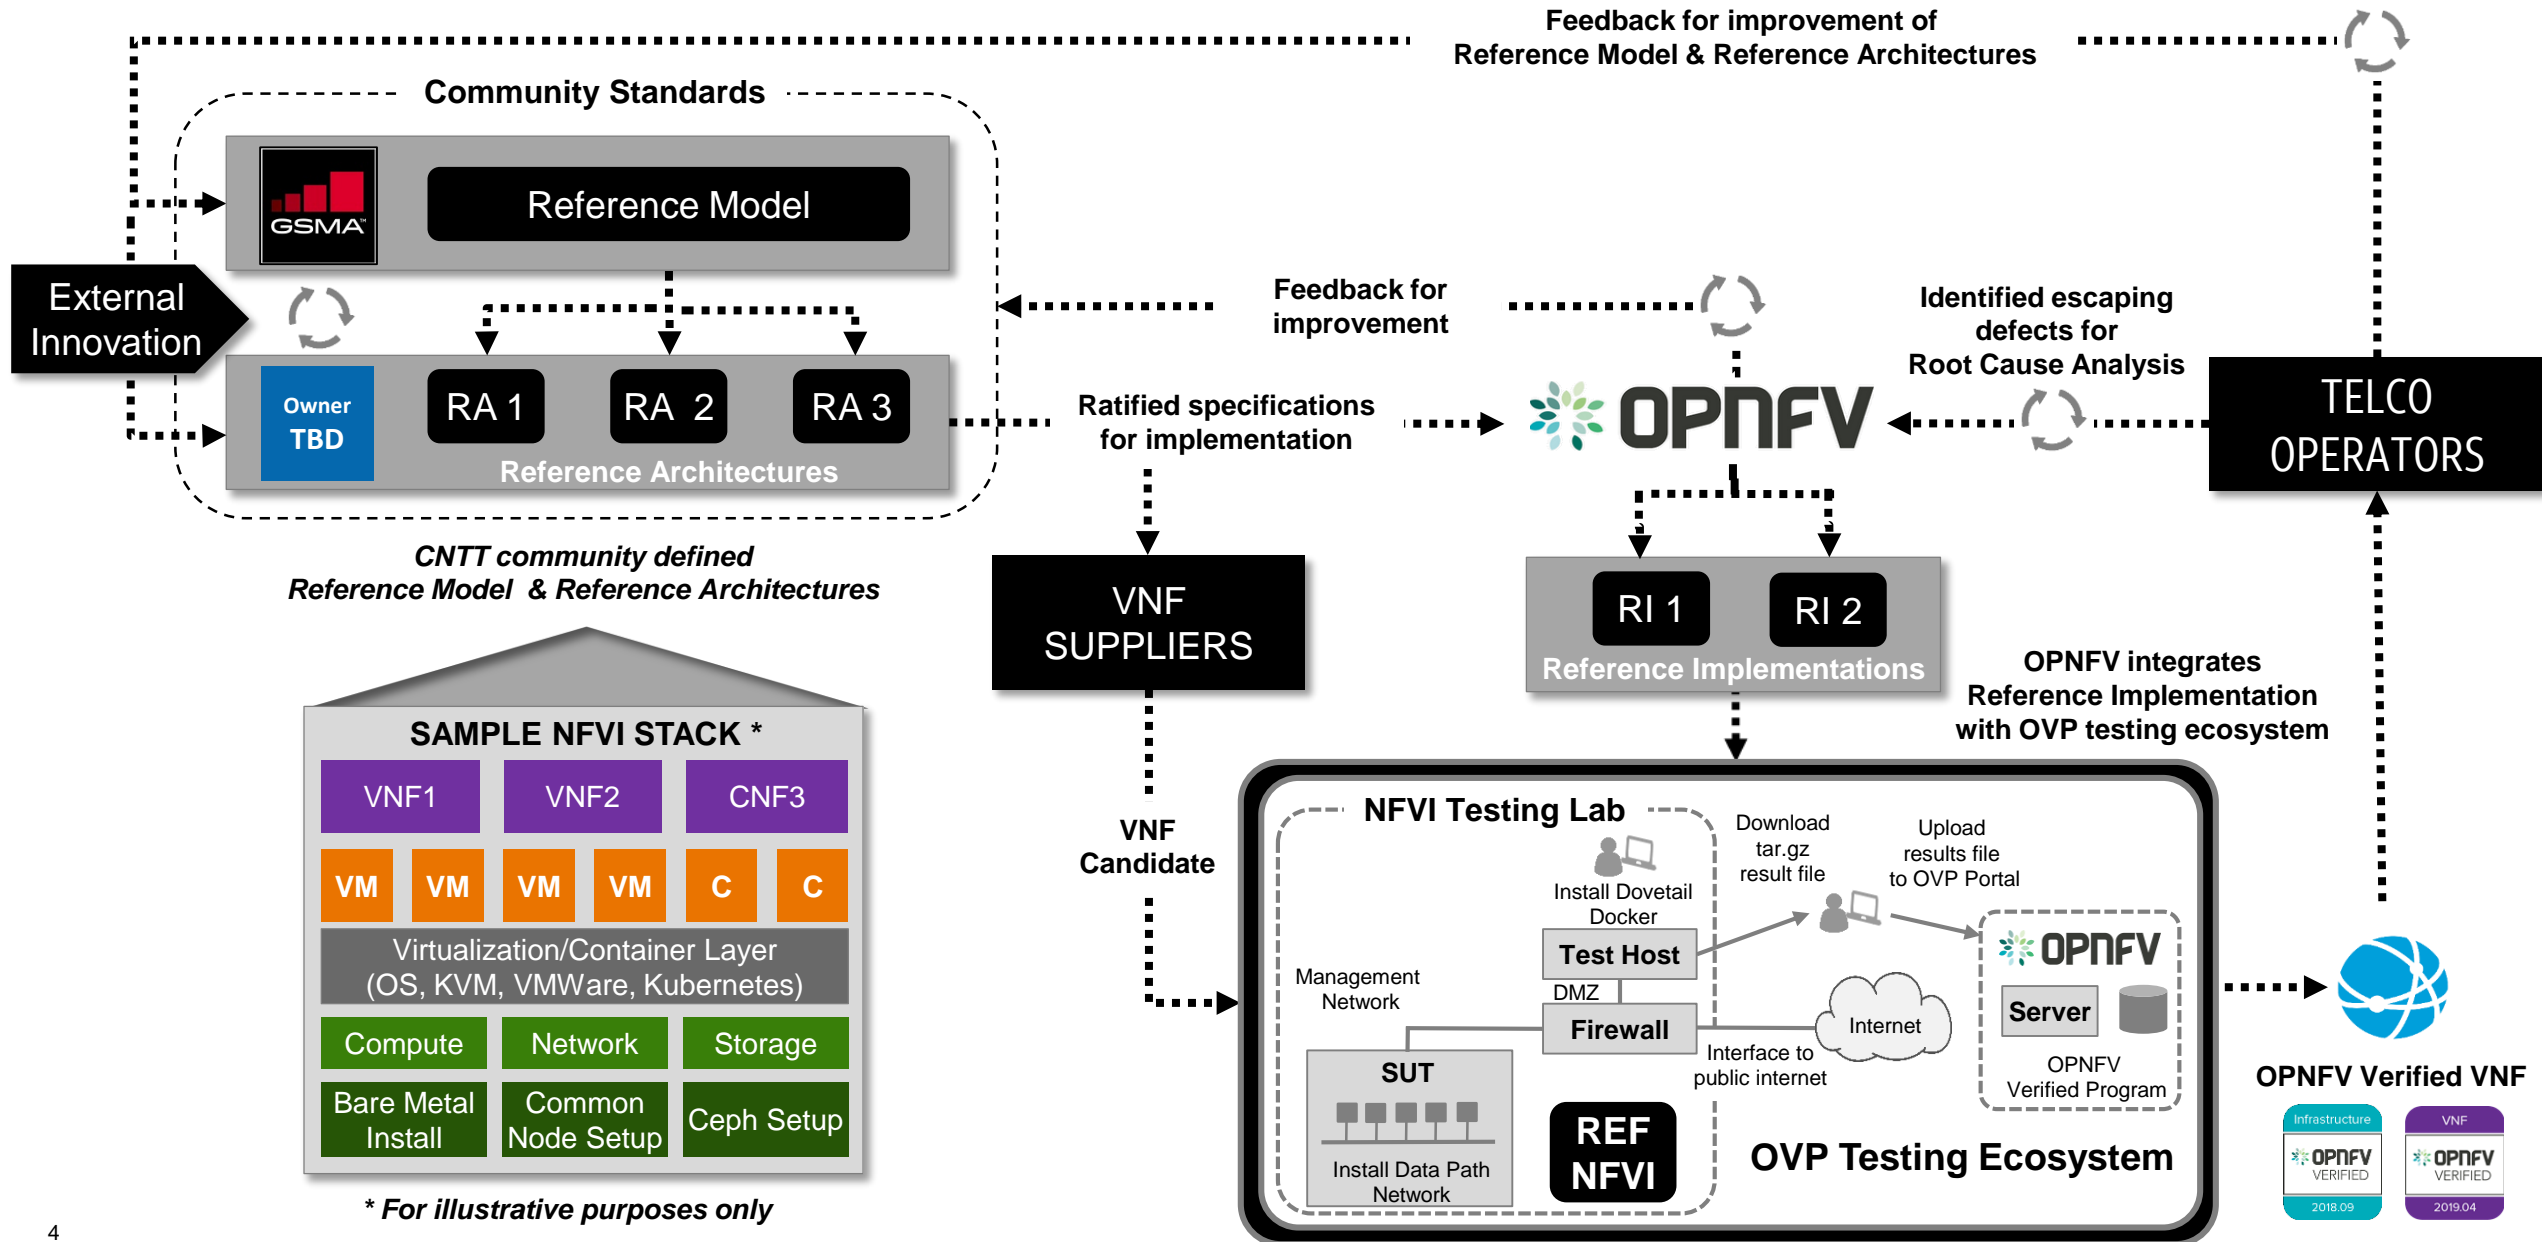 Feedback for improvement of
Reference Model & Reference Architectures
Community Standards
GSMA™
Reference Model
External
Innovation
Owner
TBD
RA 1
RA 2
RA 3
Reference Architectures
CNTT community defined
Reference Model & Reference Architectures
Feedback for
improvement
Ratified specifications
for implementation
OPNFV
Identified escaping
defects for
Root Cause Analysis
TELCO
OPERATORS
VNF
SUPPLIERS
RI 1
RI 2
Reference Implementations
OPNFV integrates
Reference Implementation
with OVP testing ecosystem
SAMPLE NFVI STACK *
VNF1
VNF2
CNF3
VM
VM
VM
VM
C
C
Virtualization/Container Layer
(OS, KVM, VMWare, Kubernetes)
Compute
Network
Storage
Bare Metal
Install
Common
Node Setup
Ceph Setup
* For illustrative purposes only
VNF
Candidate
NFVI Testing Lab
Install Dovetail
Docker
Test Host
DMZ
Firewall
Management
Network
SUT
Install Data Path
Network
REF
NFVI
Download
tar.gz
result file
Upload
results file
to OVP Portal
Internet
Interface to
public internet
OPNFV
Server
OPNFV
Verified Program
OVP Testing Ecosystem
OPNFV Verified VNF
Infrastructure
OPNFV
VERIFIED
2018.09
VNF
OPNFV
VERIFIED
2019.04
4